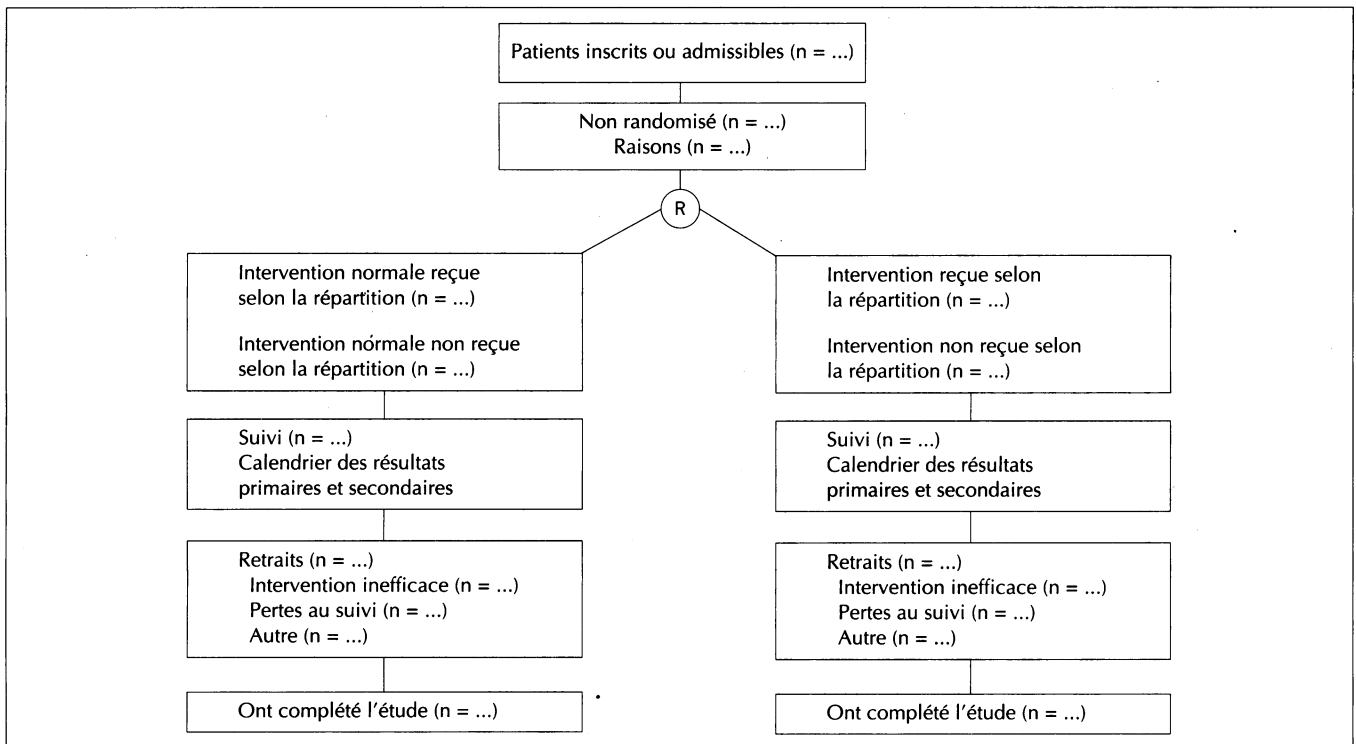 Patients inscrits ou admissibles (n = ...)
Non randomisé (n = ...)
Raisons (n = ...)
R
Intervention normale reçue
selon la répartition (n = ...)
Intervention normale non reçue
selon la répartition (n = ...)
Suivi (n = ...)
Calendrier des résultats
primaires et secondaires
Retraits (n = ...)
Intervention inefficace (n = ...)
Pertes au suivi (n = ...)
Autre (n = ...)
Ont complété l'étude (n = ...)
Intervention reçue selon
la répartition (n = ...)
Intervention non reçue selon
la répartition (n = ...)
Suivi (n = ...)
Calendrier des résultats
primaires et secondaires
Retraits (n = ...)
Intervention inefficace (n = ...)
Pertes au suivi (n = ...)
Autre (n = ...)
Ont complété l'étude (n = ...)